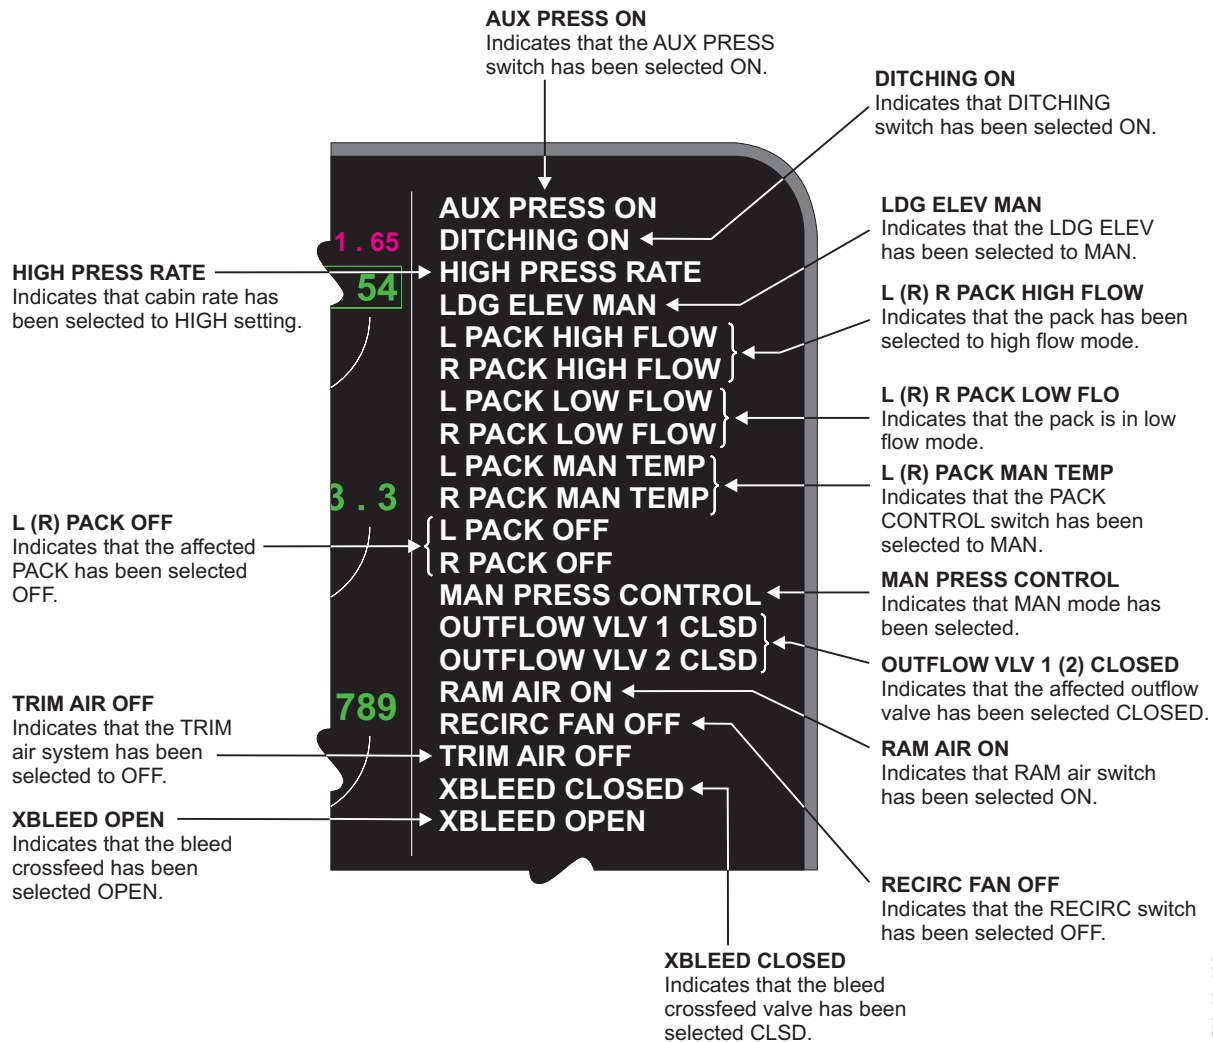 AUX PRESS ON
Indicates that the AUX PRESS
switch has been selected ON.
DITCHING ON
Indicates that DITCHING
switch has been selected ON.
LDG ELEV MAN
Indicates that the LDG ELEV
has been selected to MAN.
L (R) R PACK HIGH FLOW
Indicates that the pack has been
selected to high flow mode.
L (R) R PACK LOW FLO
Indicates that the pack is in low
flow mode.
L (R) PACK MAN TEMP
Indicates that the PACK
CONTROL switch has been
selected to MAN.
MAN PRESS CONTROL
Indicates that MAN mode has
been selected.
OUTFLOW VLV 1 (2) CLOSED
Indicates that the affected outflow
valve has been selected CLOSED.
RAM AIR ON
Indicates that RAM air switch
has been selected ON.
RECIRC FAN OFF
Indicates that the RECIRC switch
has been selected OFF.
XBLEED CLOSED
Indicates that the bleed
crossfeed valve has been
selected CLSD.
HIGH PRESS RATE
Indicates that cabin rate has
been selected to HIGH setting.
L (R) PACK OFF
Indicates that the affected
PACK has been selected
OFF.
TRIM AIR OFF
Indicates that the TRIM
air system has been
selected to OFF.
XBLEED OPEN
Indicates that the bleed
crossfeed has been
selected OPEN.
1 . 65
54
3 . 3
789
AUX PRESS ON
DITCHING ON
HIGH PRESS RATE
LDG ELEV MAN
L PACK HIGH FLOW
R PACK HIGH FLOW
L PACK LOW FLOW
R PACK LOW FLOW
L PACK MAN TEMP
R PACK MAN TEMP
L PACK OFF
R PACK OFF
MAN PRESS CONTROL
OUTFLOW VLV 1 CLSD
OUTFLOW VLV 2 CLSD
RAM AIR ON
RECIRC FAN OFF
TRIM AIR OFF
XBLEED CLOSED
XBLEED OPEN